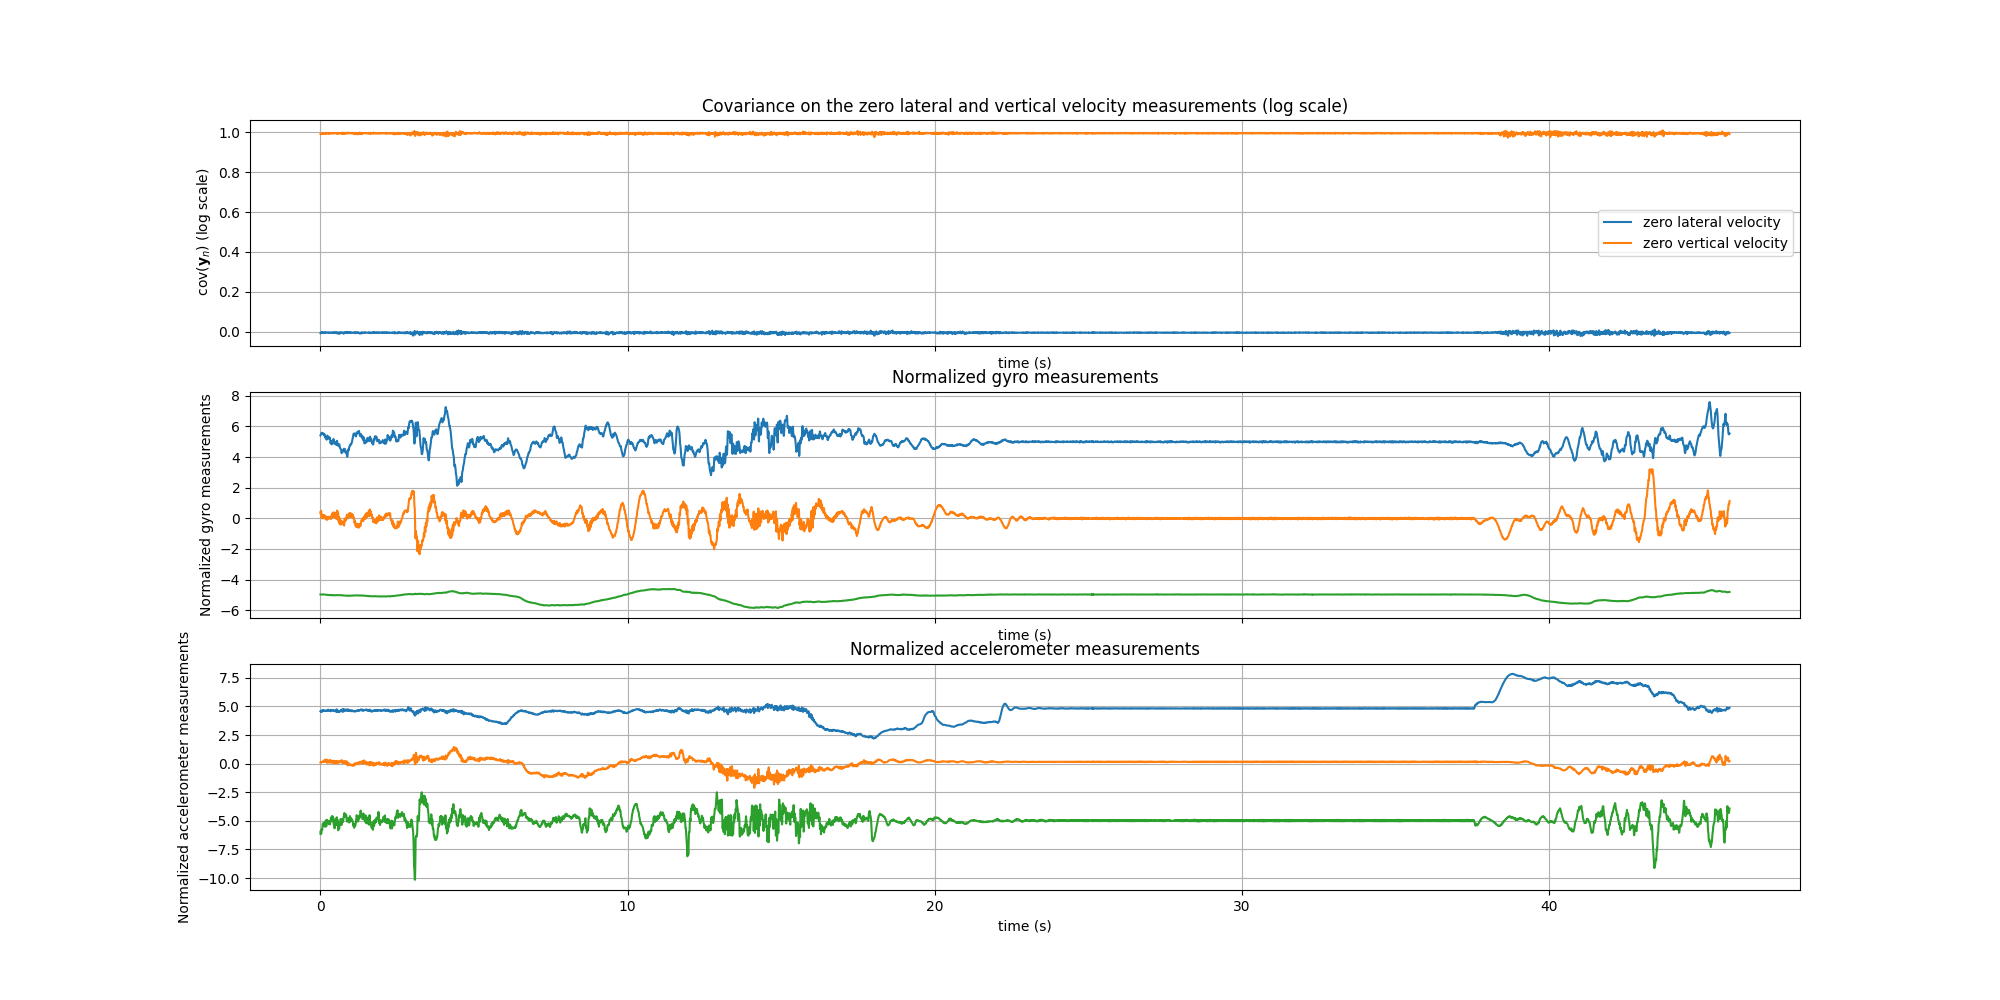 Covariance on the zero lateral and vertical velocity measurements (log scale)
cov(yₙ) (log scale)
1.0
0.8
0.6
0.4
0.2
0.0
zero lateral velocity
zero vertical velocity
time (s)
Normalized gyro measurements
Normalized gyro measurements
8
6
4
2
0
−2
−4
−6
time (s)
Normalized accelerometer measurements
Normalized accelerometer measurements
7.5
5.0
2.5
0.0
−2.5
−5.0
−7.5
−10.0
0 10 20 30 40
time (s)